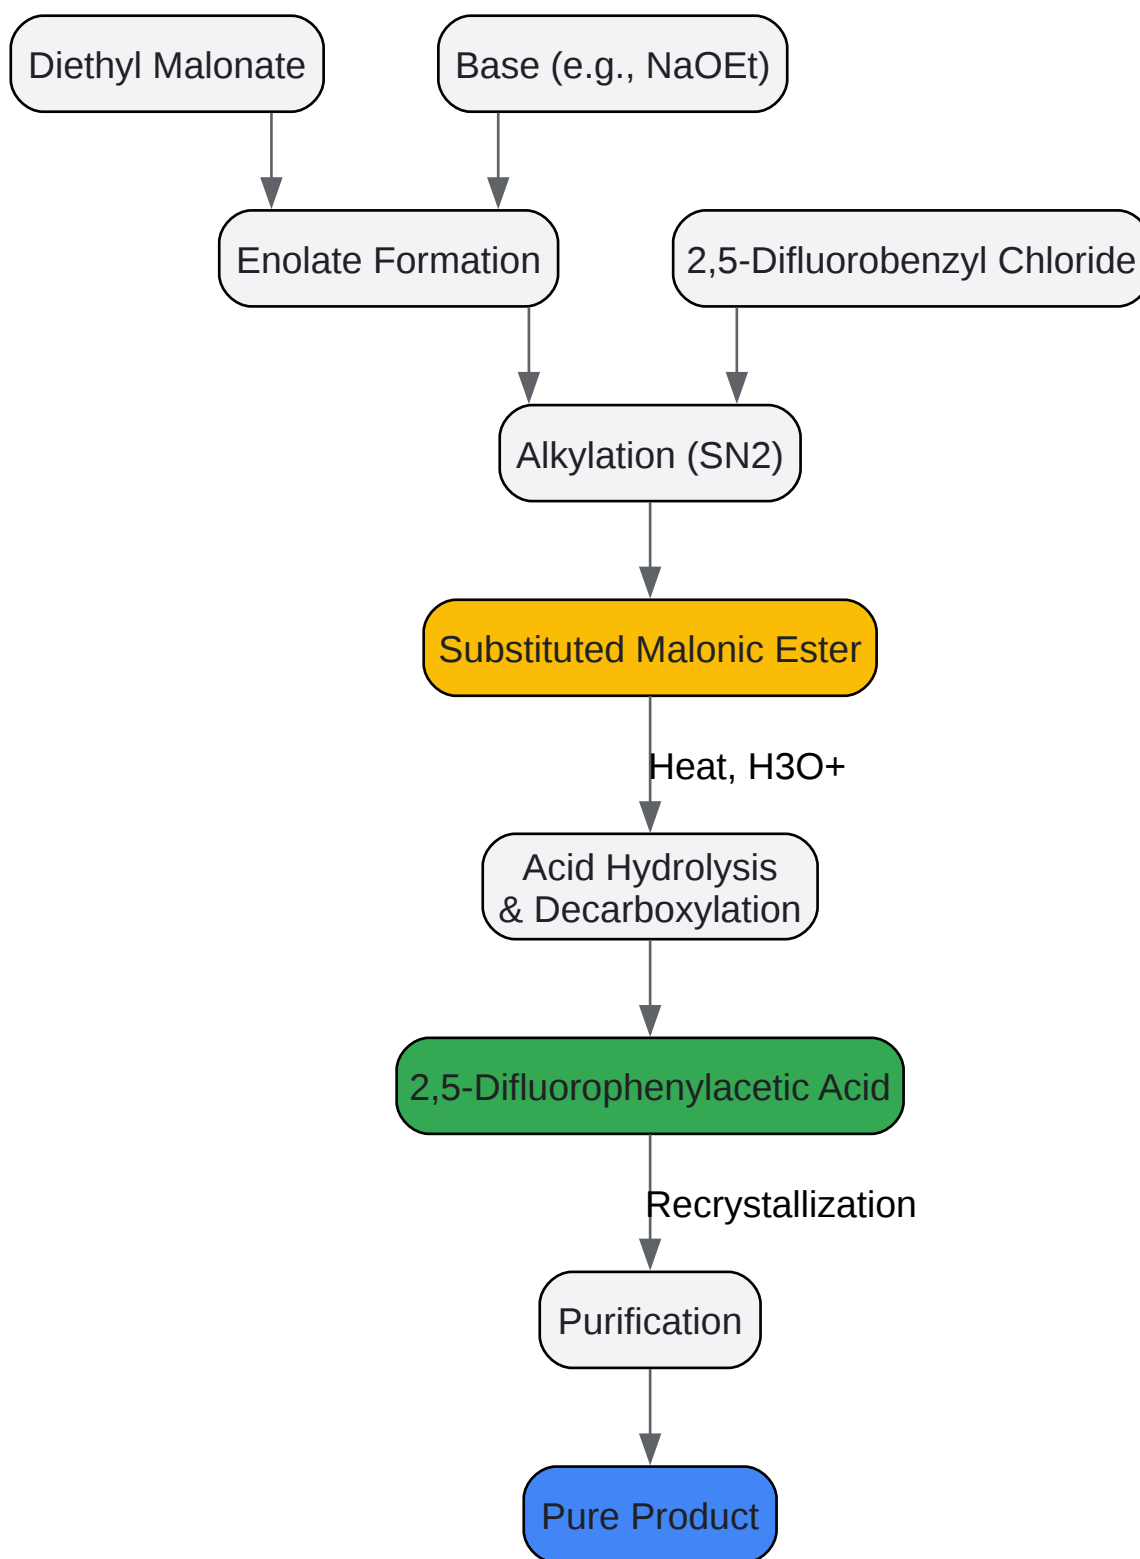 Diethyl Malonate
Base (e.g., NaOEt)
Enolate Formation
2,5-Difluorobenzyl Chloride
Alkylation (SN2)
Substituted Malonic Ester
Heat, H3O+
Acid Hydrolysis
& Decarboxylation
2,5-Difluorophenylacetic Acid
Recrystallization
Purification
Pure Product